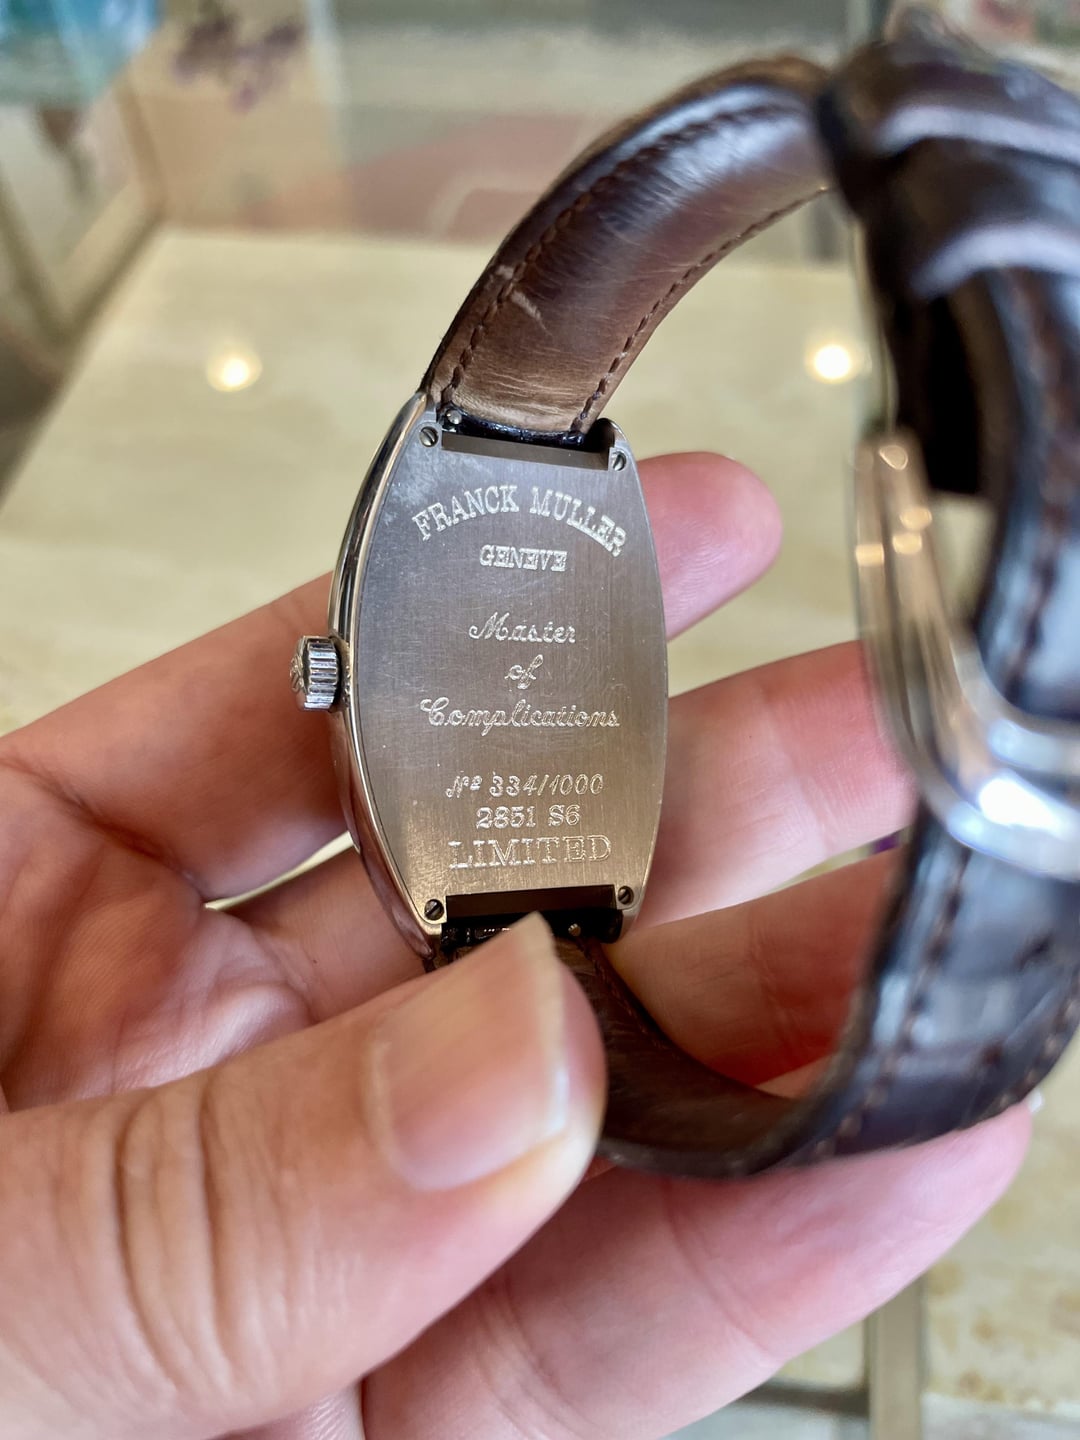 FRANCK MULLER
GENEVE
Master
of
Complications
Nº 334/1000
2851 S6
LIMITED